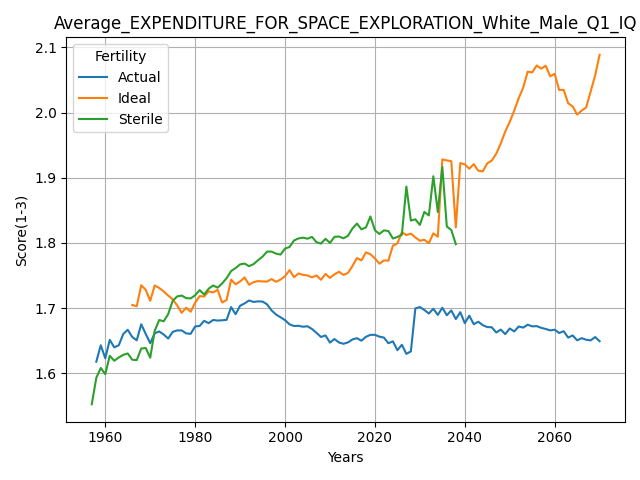 Average_EXPENDITURE_FOR_SPACE_EXPLORATION_White_Male_Q1_IQ
Fertility
Actual
Ideal
Sterile
Score(1-3)
2.1
2.0
1.9
1.8
1.7
1.6
1960
1980
2000
2020
2040
2060
Years